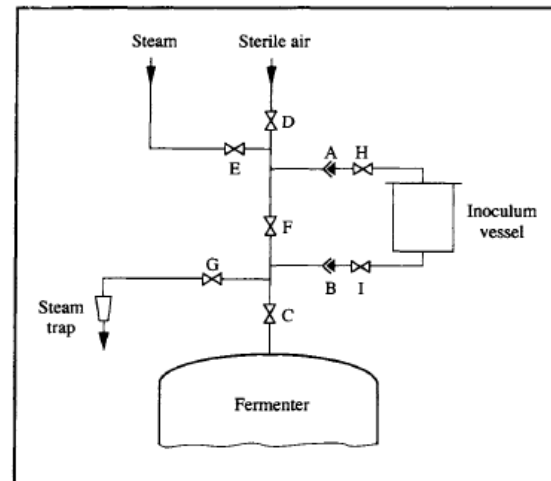 Steam
Sterile air
D
A
H
E
Inoculum
vessel
F
G
B
I
Steam
trap
C
Fermenter